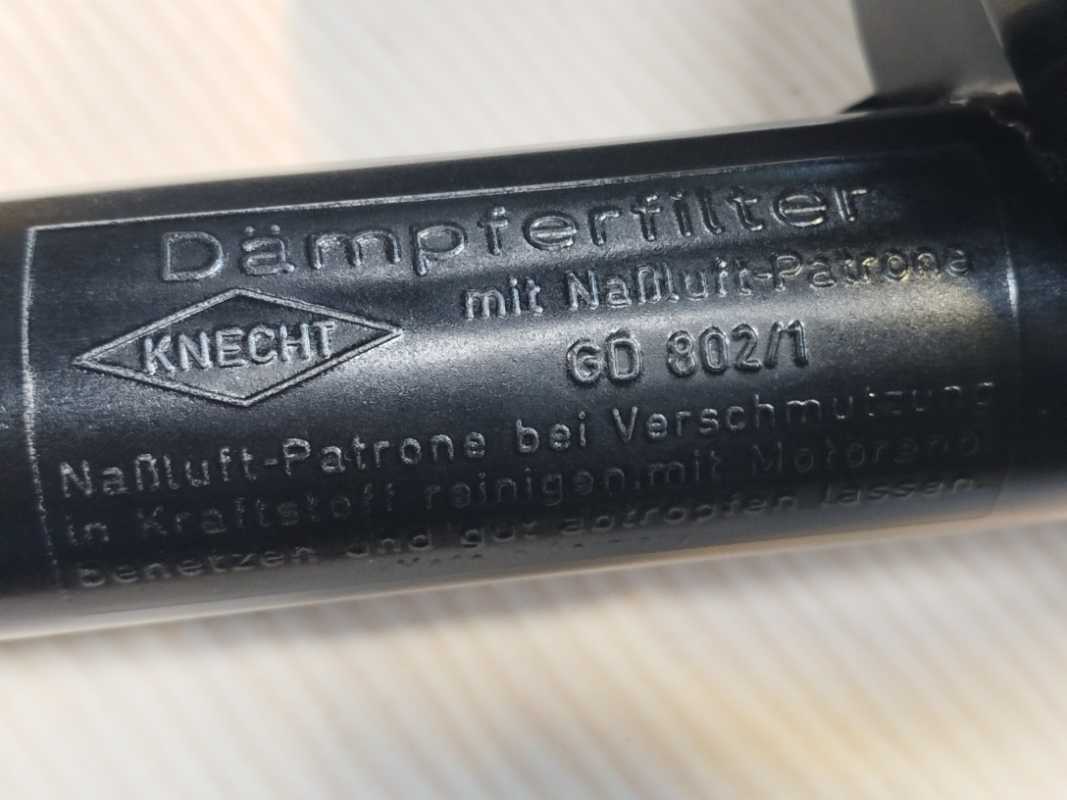 Dämpferfilter
mit Naßluft-Patrone
KNECHT
GD 802/1
Naßluft-Patrone bei Verschmutzung
in Kraftstoff reinigen, mit Motorenöl
benetzen und gut abtropfen lassen.